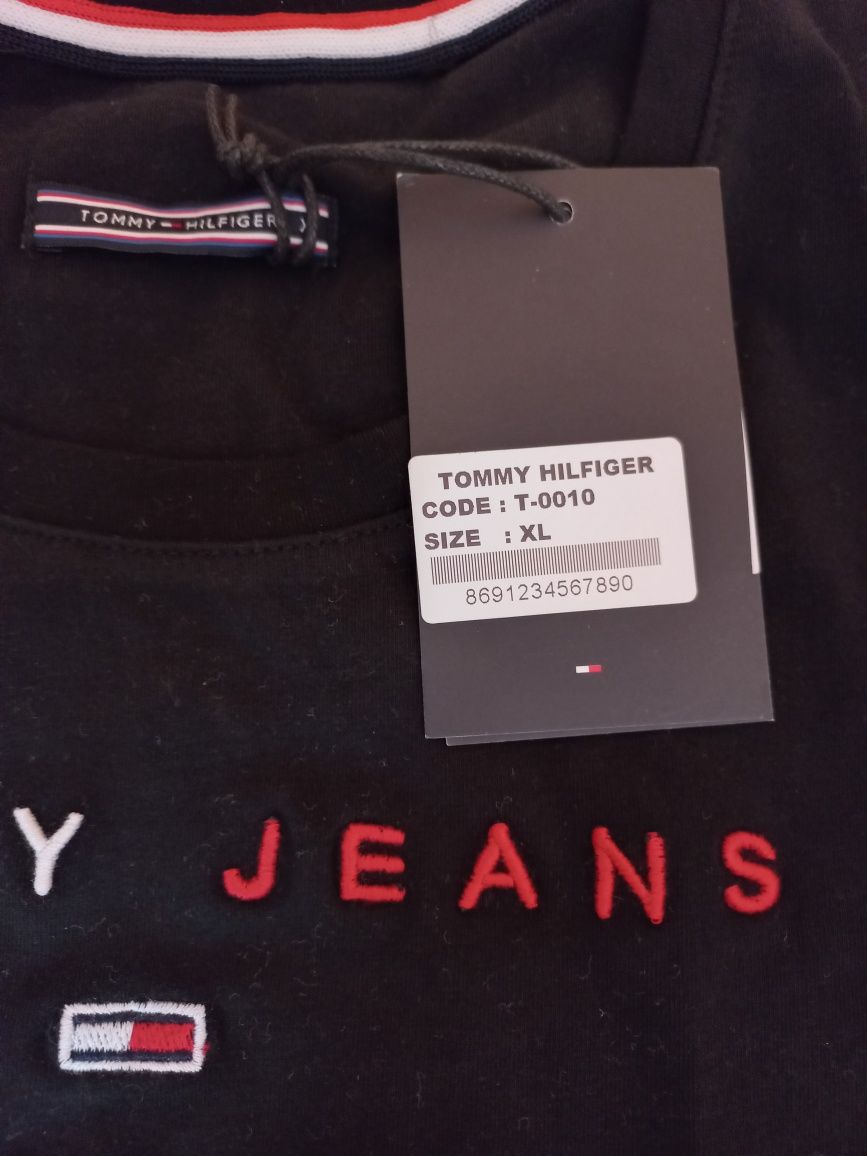 TOMMY HILFIGER
TOMMY HILFIGER
CODE : T-0010
SIZE : XL
8691234567890
Y JEANS